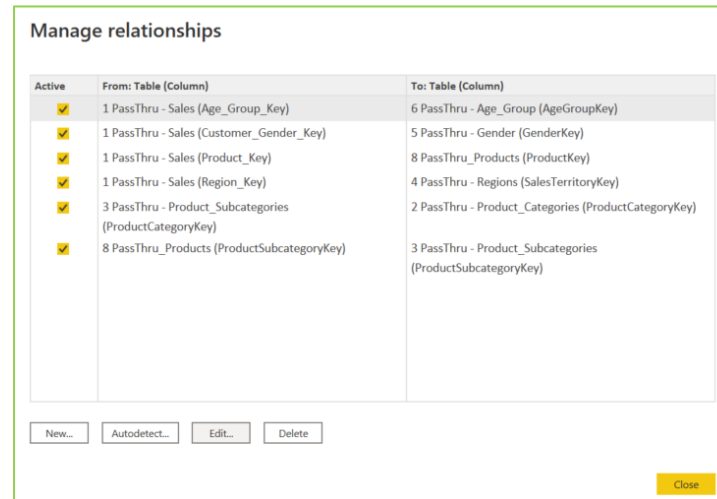 Manage relationships
Active From: Table (Column) To: Table (Column)
1 PassThru - Sales (Age_Group_Key) 6 PassThru - Age_Group (AgeGroupKey)
1 PassThru - Sales (Customer_Gender_Key) 5 PassThru - Gender (GenderKey)
1 PassThru - Sales (Product_Key) 8 PassThru_Products (ProductKey)
1 PassThru - Sales (Region_Key) 4 PassThru - Regions (SalesTerritoryKey)
3 PassThru - Product_Subcategories 2 PassThru - Product_Categories (ProductCategoryKey)
(ProductCategoryKey)
8 PassThru_Products (ProductSubcategoryKey) 3 PassThru - Product_Subcategories
(ProductSubcategoryKey)
New... Autodetect... Edit... Delete
Close